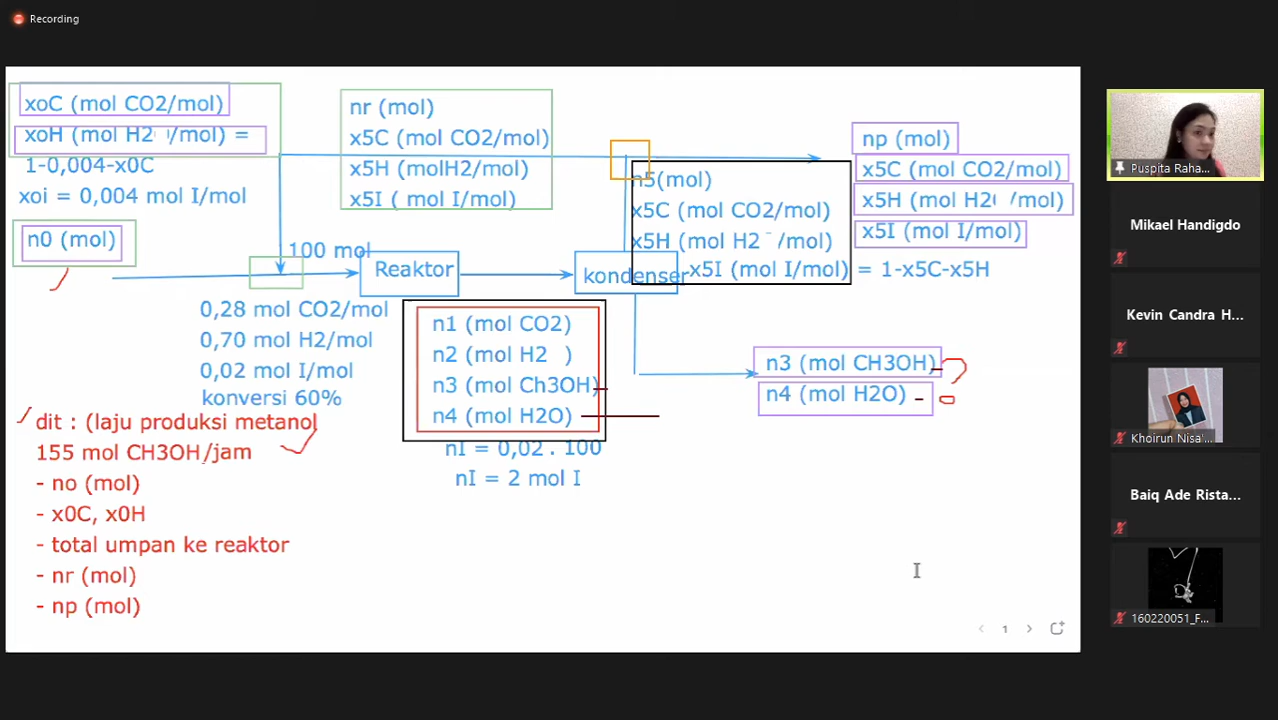 Recording
xoC (mol CO2/mol)
xoH (mol H2 /mol) =
1-0,004-x0C
xoi = 0,004 mol I/mol
n0 (mol)
nr (mol)
x5C (mol CO2/mol)
x5H (molH2/mol)
x5I ( mol I/mol)
n5(mol)
x5C (mol CO2/mol)
x5H (mol H2 /mol)
x5I (mol I/mol) = 1-x5C-x5H
np (mol)
x5C (mol CO2/mol)
x5H (mol H2 /mol)
x5I (mol I/mol)
100 mol
Reaktor
kondenser
0,28 mol CO2/mol
0,70 mol H2/mol
0,02 mol I/mol
konversi 60%
n1 (mol CO2)
n2 (mol H2 )
n3 (mol Ch3OH)
n4 (mol H2O)
nI = 0,02 . 100
nI = 2 mol I
n3 (mol CH3OH)
n4 (mol H2O)
dit : (laju produksi metanol
155 mol CH3OH/jam
- no (mol)
- x0C, x0H
- total umpan ke reaktor
- nr (mol)
- np (mol)
1
Puspita Raha...
Mikael Handigdo
Kevin Candra H...
Khoirun Nisa'...
Baiq Ade Rista...
160220051_F...